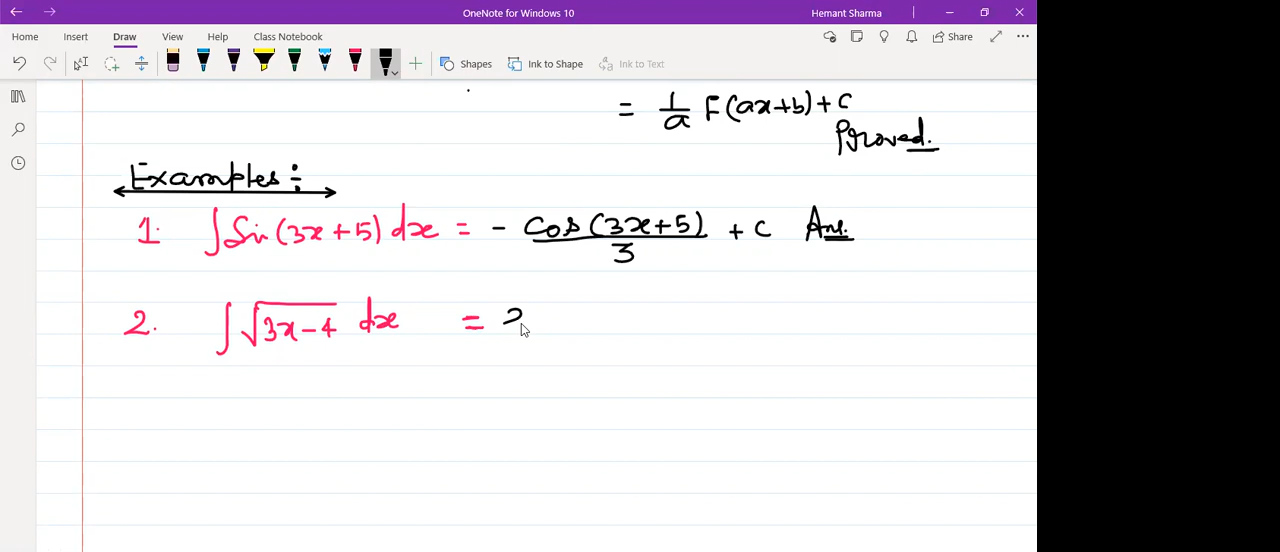 OneNote for Windows 10
Hemant Sharma
Home Insert Draw View Help Class Notebook
Share
Shapes Ink to Shape Ink to Text
= 1/a F(ax+b)+c
Proved.
Examples ÷
1. ∫Sin(3x+5)dx = - Cos(3x+5)/3 + c Ans.
2. ∫√(3x-4) dx = 2